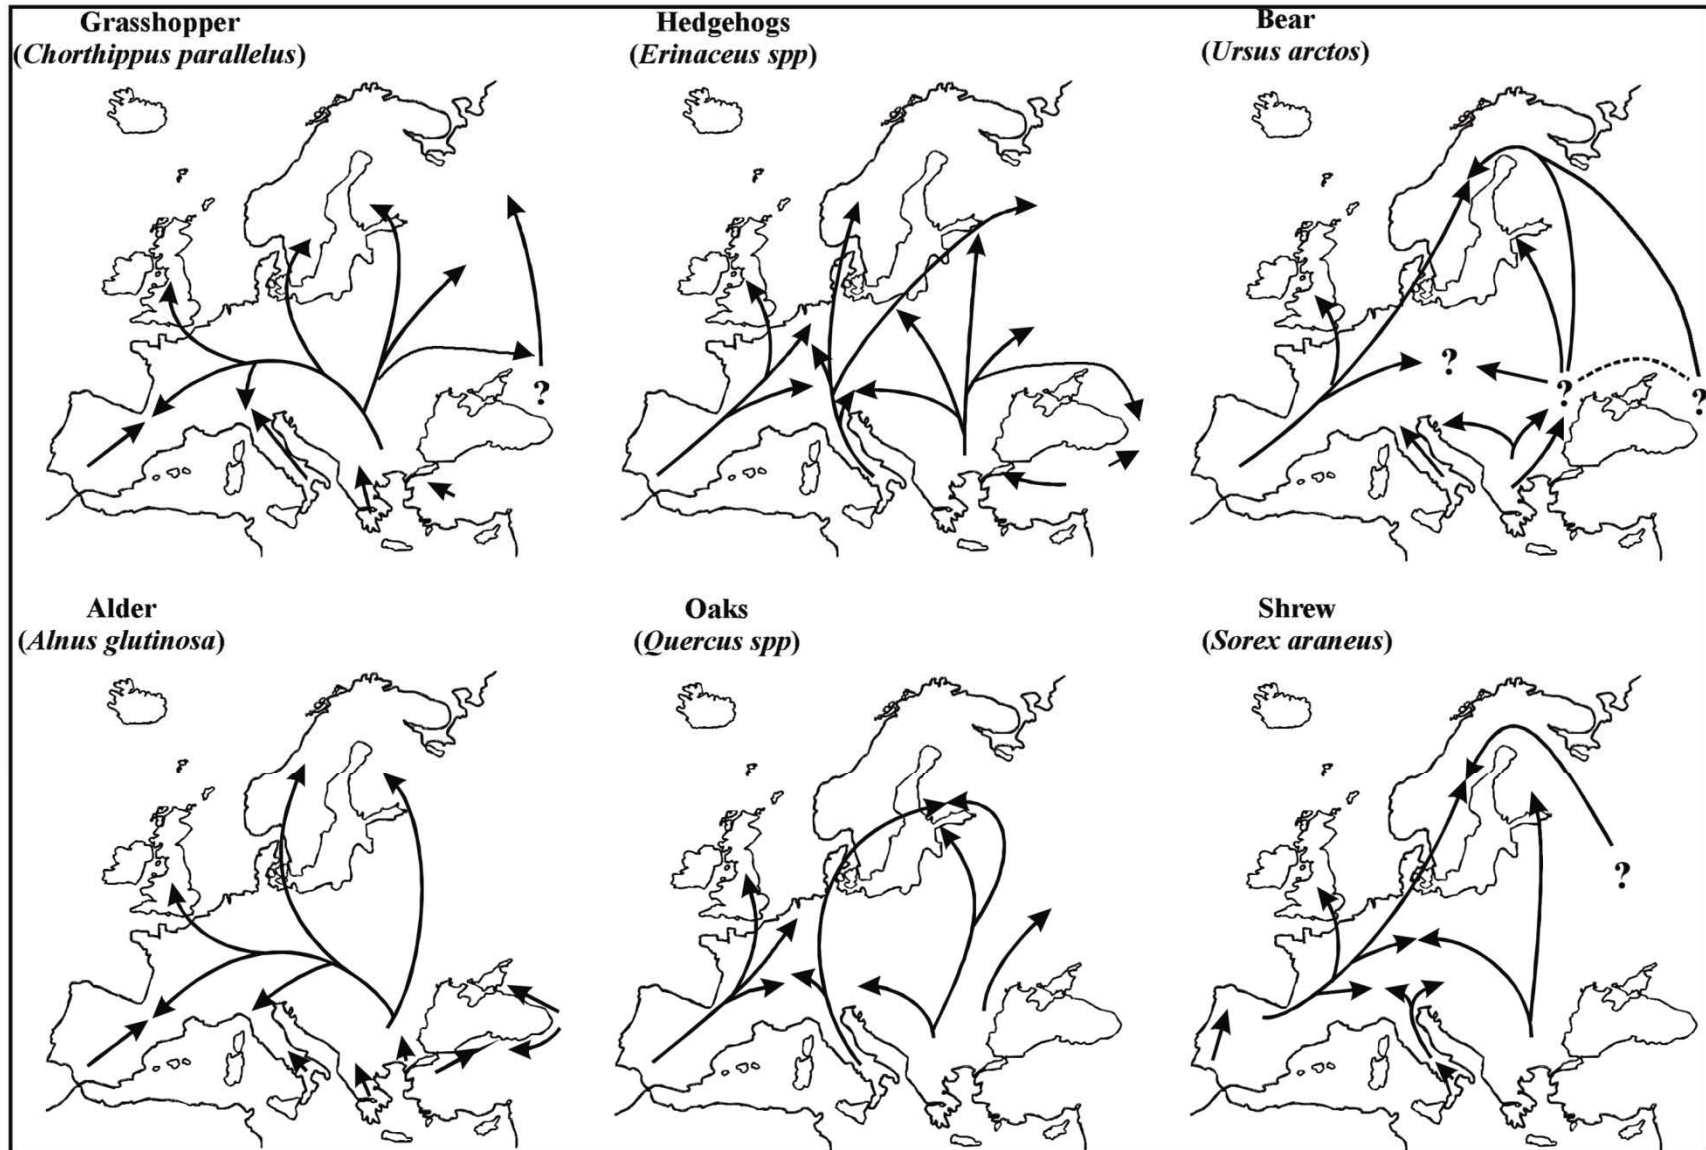 Grasshopper
(Chorthippus parallelus)
Hedgehogs
(Erinaceus spp)
Bear
(Ursus arctos)
?
?
?
?
Alder
(Alnus glutinosa)
Oaks
(Quercus spp)
Shrew
(Sorex araneus)
?